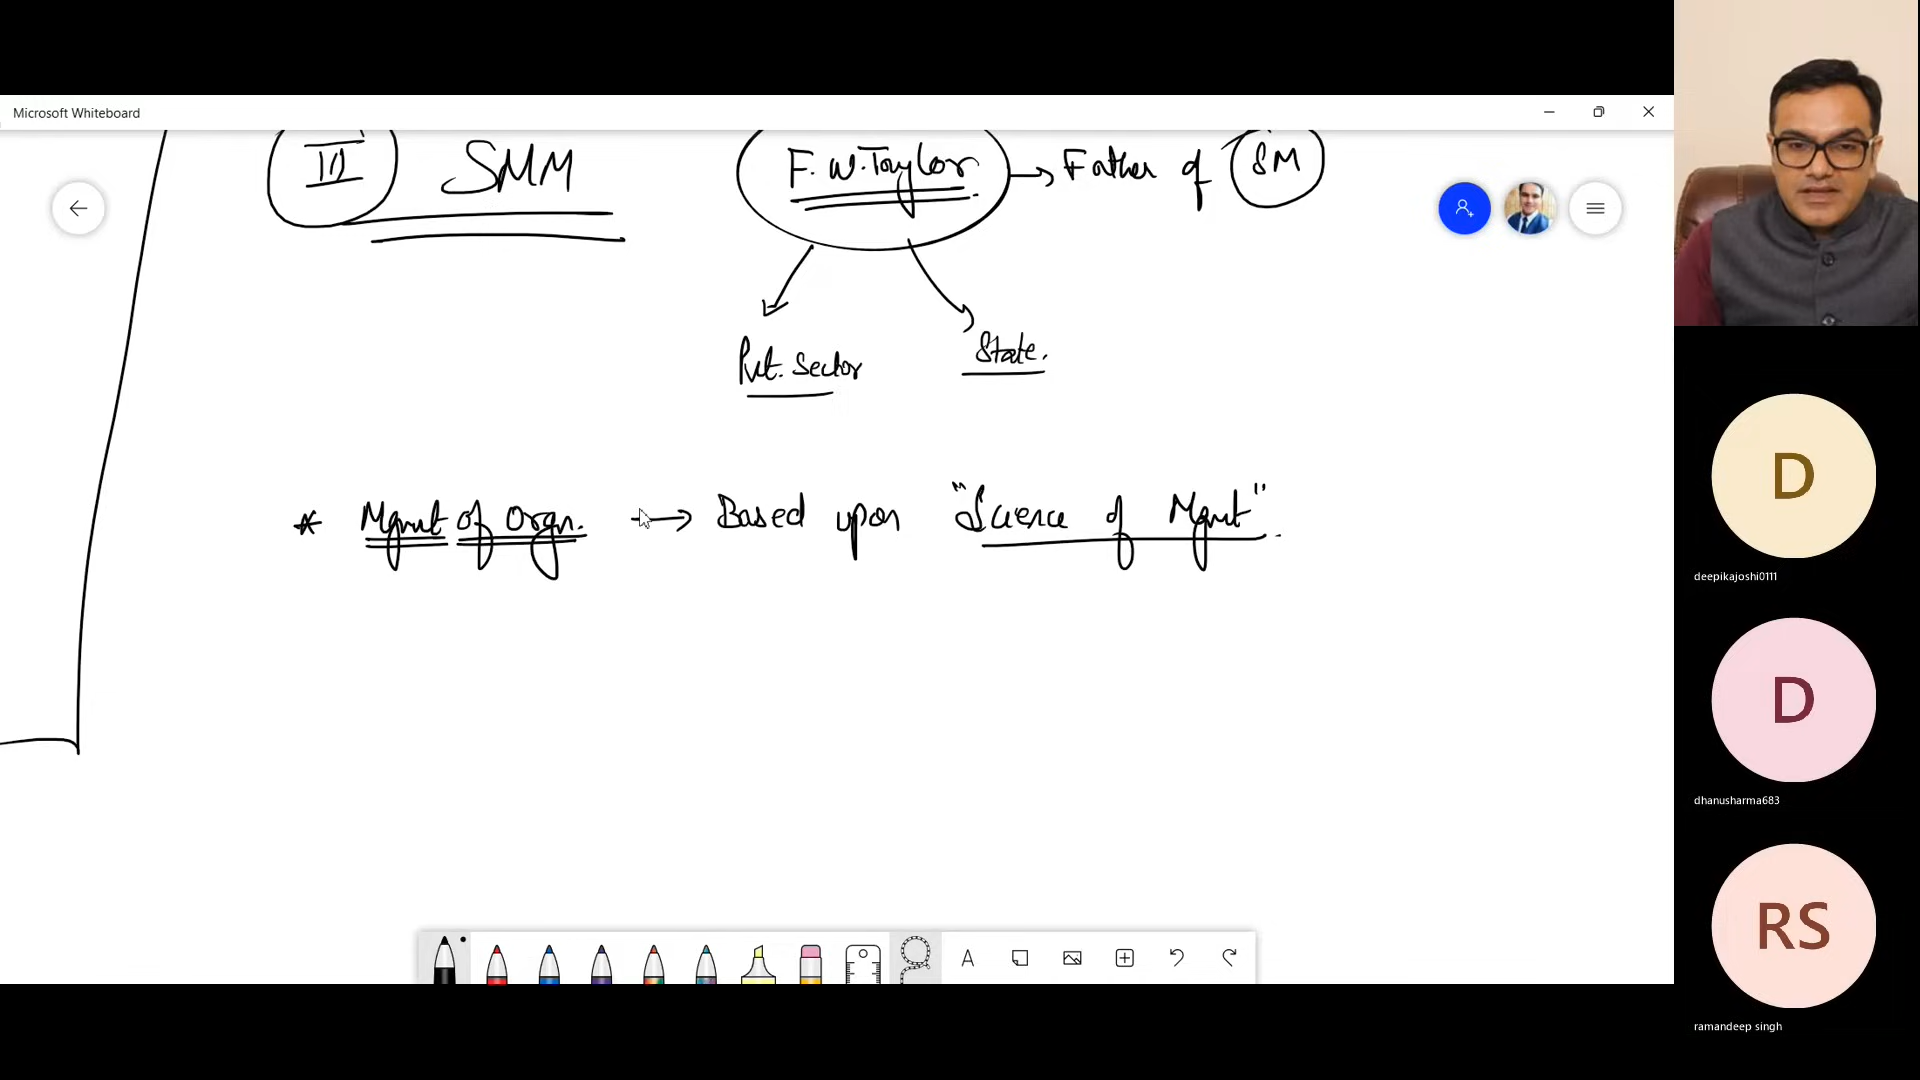 Microsoft Whiteboard
III SMM F.W.Taylor → Father of SM
Pvt. Sector State.
* Mgmt of Orgn. → Based upon "Science of Mgmt".
D
deepikajoshi0111
D
dhanusharma683
RS
ramandeep singh
A